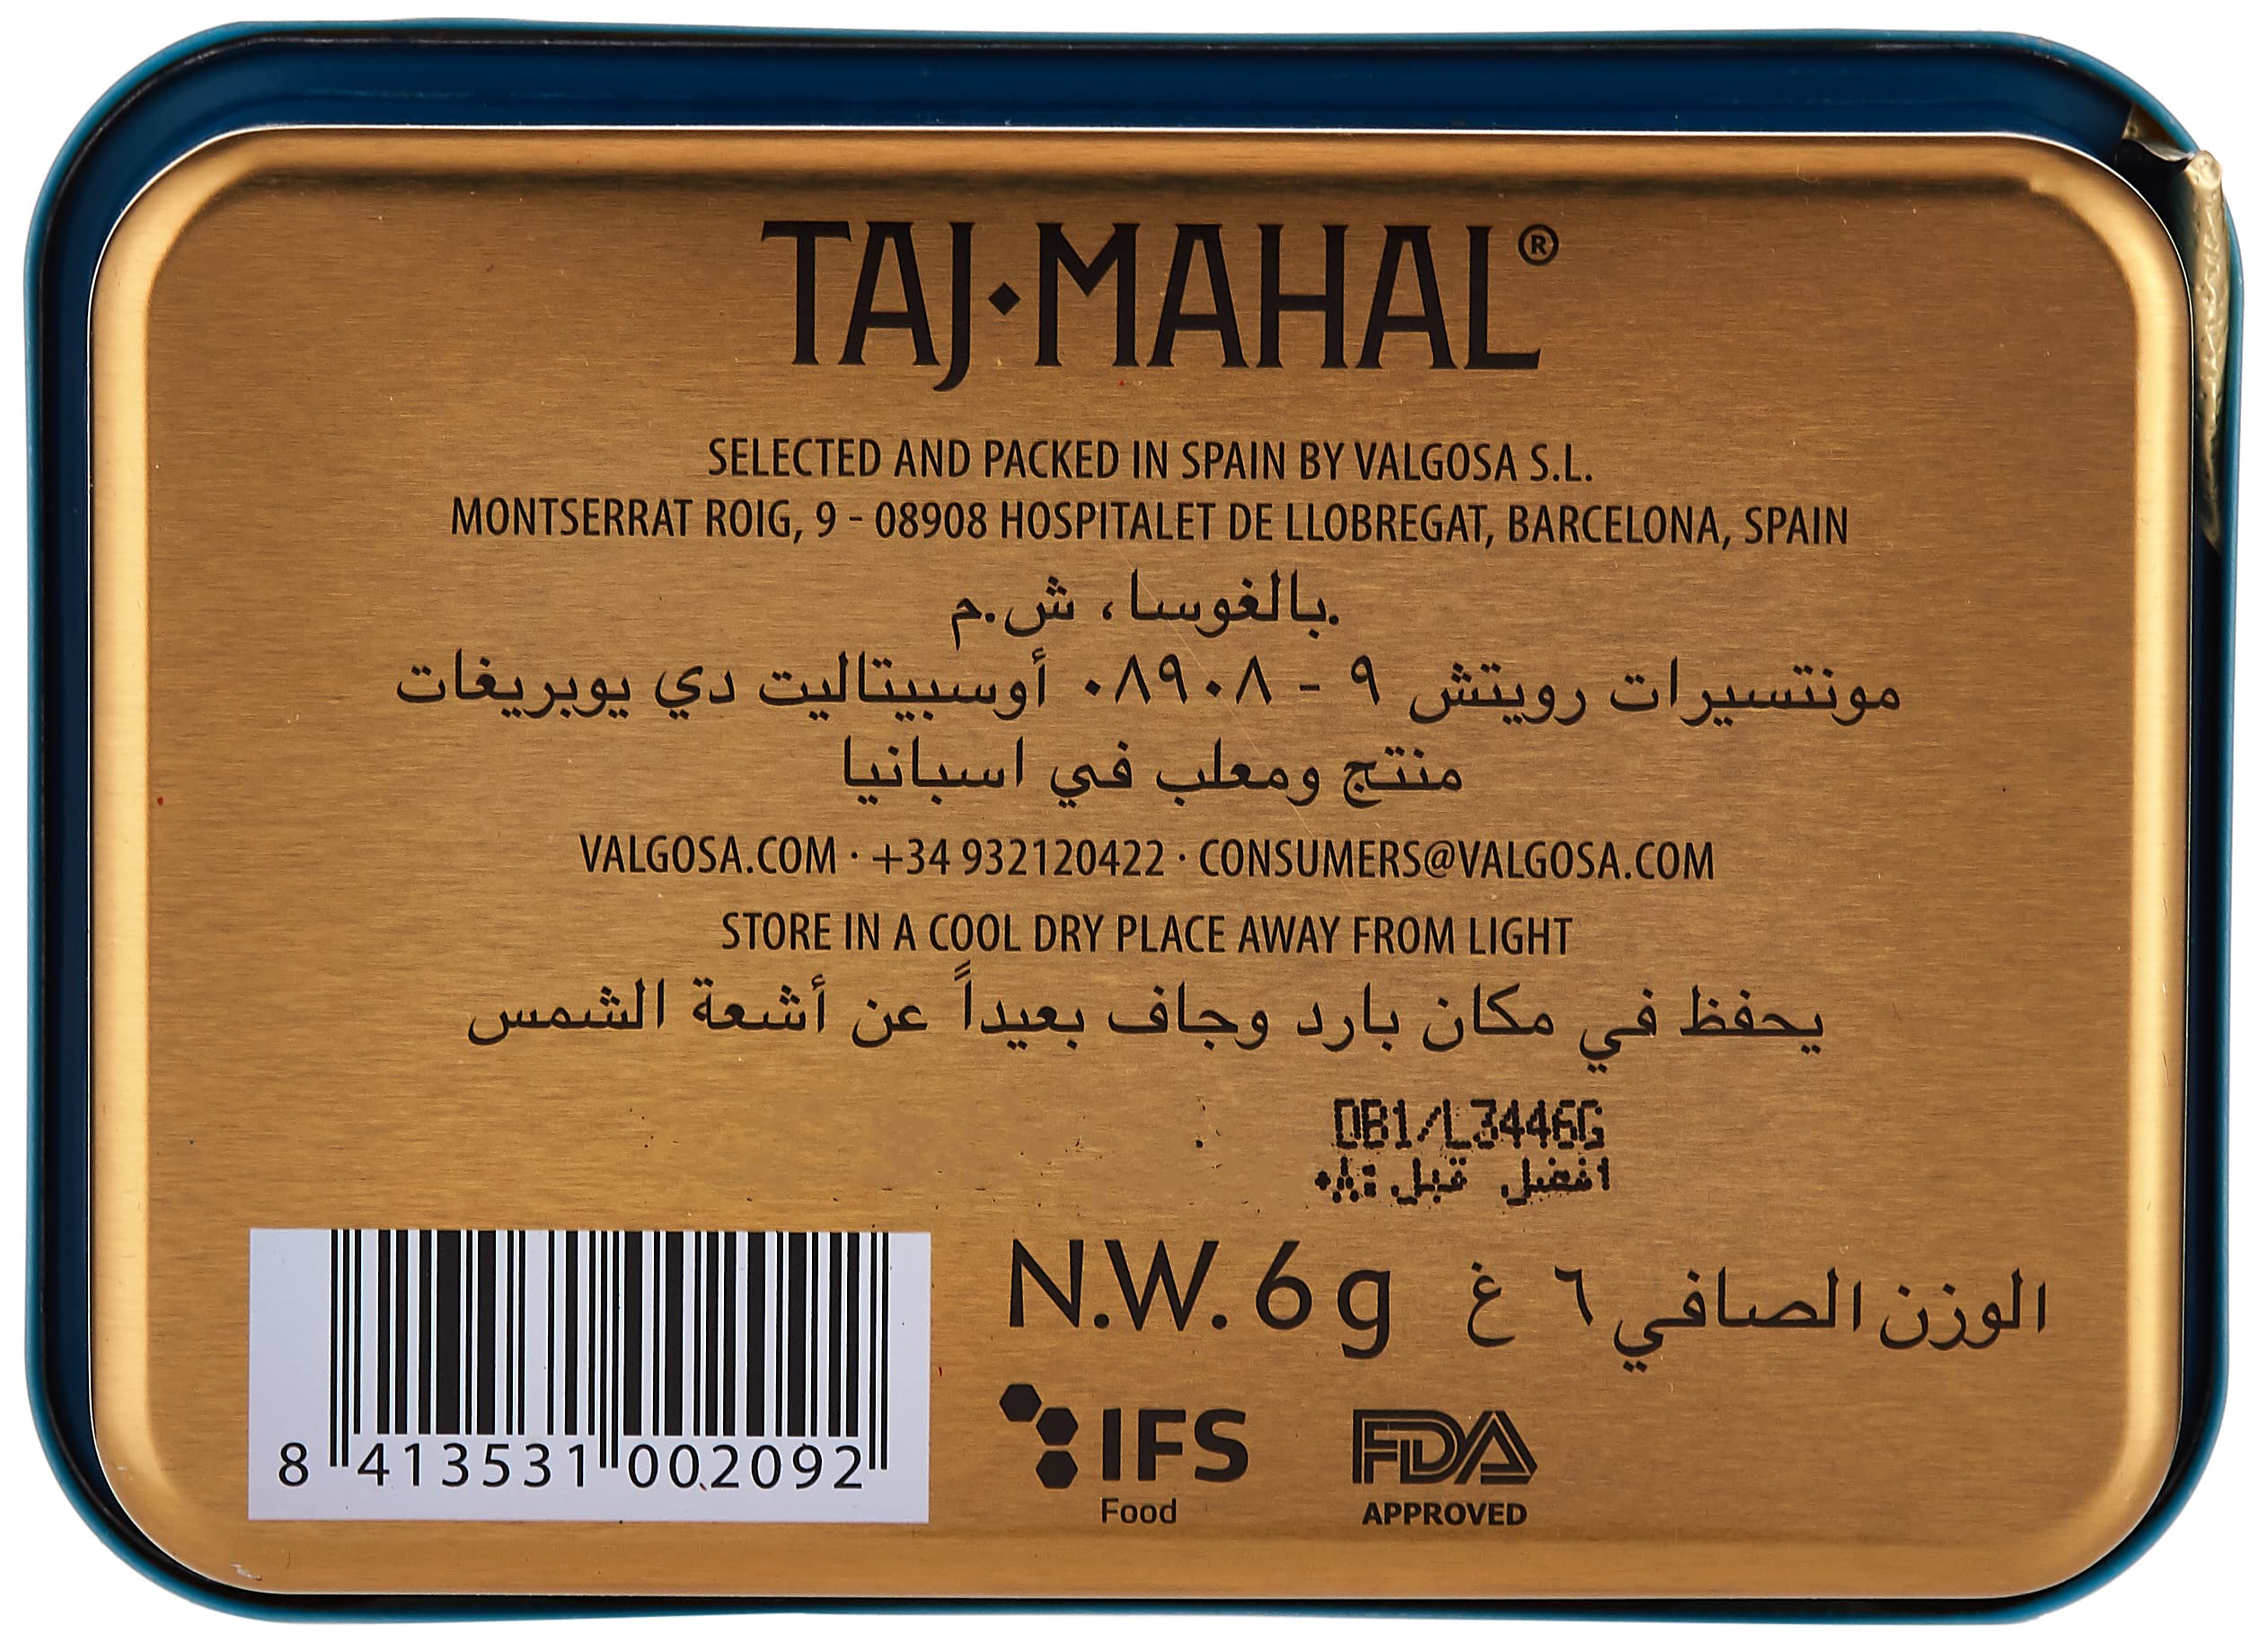 TAJ·MAHAL®
SELECTED AND PACKED IN SPAIN BY VALGOSA S.L.
MONTSERRAT ROIG, 9 - 08908 HOSPITALET DE LLOBREGAT, BARCELONA, SPAIN
.بالغوسا، ش.م
مونتسيرات رويتش ٩ - ٠٨٩٠٨ أوسبيتاليت دي يوبريغات
منتج ومعلب في اسبانيا
VALGOSA.COM · +34 932120422 · CONSUMERS@VALGOSA.COM
STORE IN A COOL DRY PLACE AWAY FROM LIGHT
يحفظ في مكان بارد وجاف بعيداً عن أشعة الشمس
OB1/L3446G
افضل قبل
N.W. 6g الوزن الصافي ٦ غ
IFS
Food
FDA
APPROVED
8 413531 002092